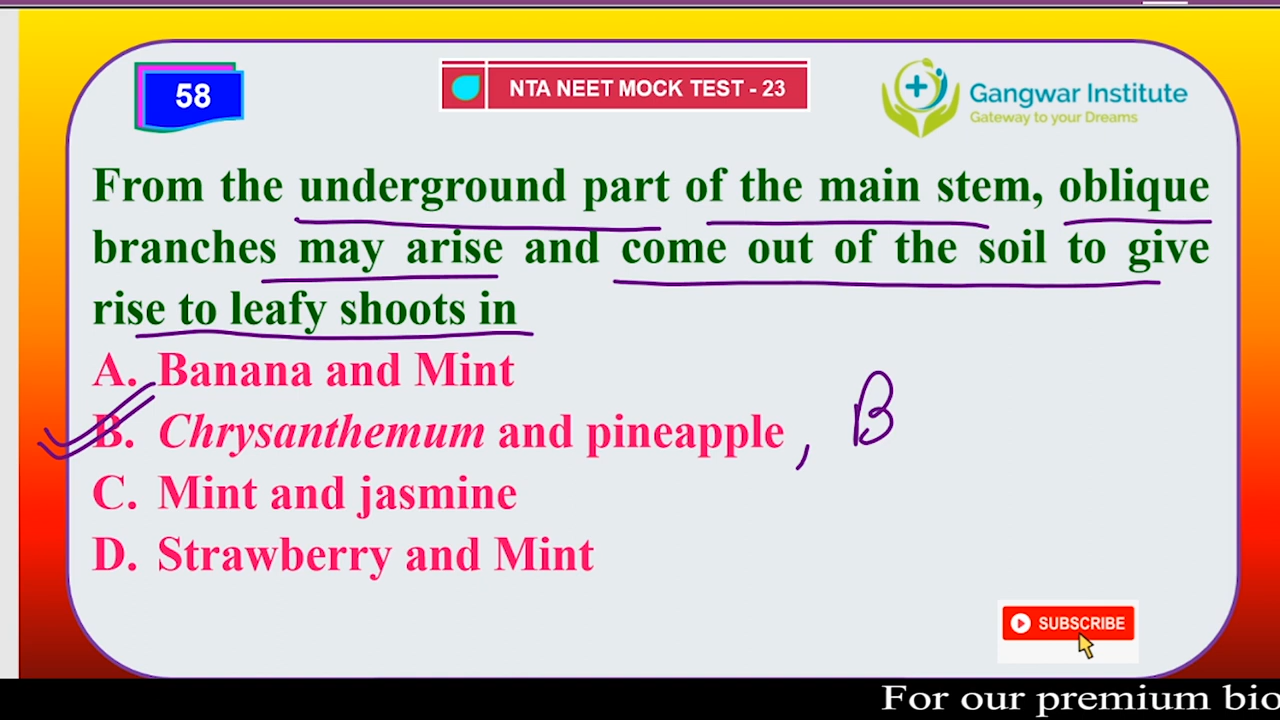 58
NTA NEET MOCK TEST - 23
Gangwar Institute
Gateway to your Dreams
From the underground part of the main stem, oblique
branches may arise and come out of the soil to give
rise to leafy shoots in
A. Banana and Mint
B. Chrysanthemum and pineapple , B
C. Mint and jasmine
D. Strawberry and Mint
SUBSCRIBE
For our premium bio